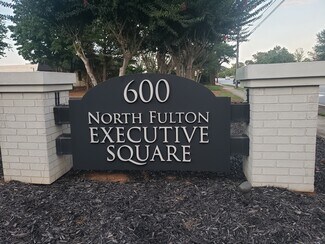 600
NORTH FULTON
EXECUTIVE
SQUARE